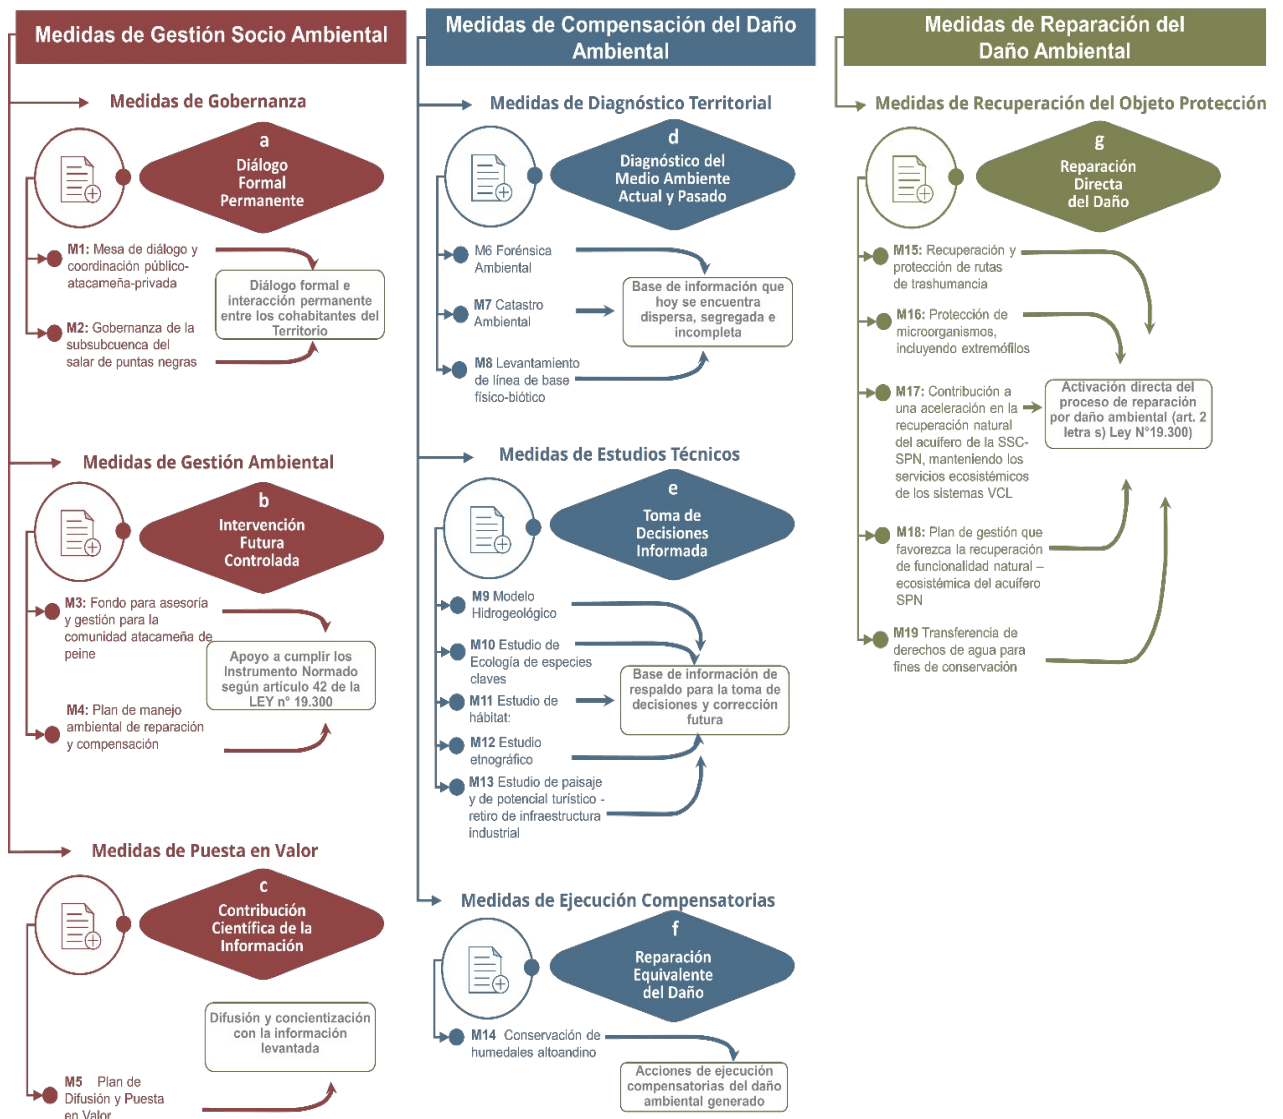 Medidas de Gestión Socio Ambiental
Medidas de Gobernanza
a
Diálogo
Formal
Permanente
M1: Mesa de diálogo y
coordinación público-
atacameña-privada
M2: Gobernanza de la
subsubcuenca del
salar de puntas negras
Diálogo formal e
interacción permanente
entre los cohabitantes del
Territorio
Medidas de Gestión Ambiental
b
Intervención
Futura
Controlada
M3: Fondo para asesoría
y gestión para la
comunidad atacameña de
peine
M4: Plan de manejo
ambiental de reparación
y compensación
Apoyo a cumplir los
Instrumento Normado
según artículo 42 de la
LEY n° 19.300
Medidas de Puesta en Valor
c
Contribución
Científica de la
Información
Difusión y concientización
con la información
levantada
M5 Plan de
Difusión y Puesta
en Valor
Medidas de Compensación del Daño
Ambiental
Medidas de Diagnóstico Territorial
d
Diagnóstico del
Medio Ambiente
Actual y Pasado
M6 Forénsica
Ambiental
M7 Catastro
Ambiental
M8 Levantamiento
de línea de base
físico-biótico
Base de información que
hoy se encuentra
dispersa, segregada e
incompleta
Medidas de Estudios Técnicos
e
Toma de
Decisiones
Informada
M9 Modelo
Hidrogeológico
M10 Estudio de
Ecología de especies
claves
M11 Estudio de
hábitat:
M12 Estudio
etnográfico
M13 Estudio de paisaje
y de potencial turístico -
retiro de infraestructura
industrial
Base de información de
respaldo para la toma de
decisiones y corrección
futura
Medidas de Ejecución Compensatorias
f
Reparación
Equivalente
del Daño
M14 Conservación de
humedales altoandino
Acciones de ejecución
compensatorias del daño
ambiental generado
Medidas de Reparación del
Daño Ambiental
Medidas de Recuperación del Objeto Protección
g
Reparación
Directa
del Daño
M15: Recuperación y
protección de rutas
de trashumancia
M16: Protección de
microorganismos,
incluyendo extremófilos
M17: Contribución a
una aceleración en la
recuperación natural
del acuífero de la SSC-
SPN, manteniendo los
servicios ecosistémicos
de los sistemas VCL
M18: Plan de gestión que
favorezca la recuperación
de funcionalidad natural –
ecosistémica del acuífero
SPN
M19 Transferencia de
derechos de agua para
fines de conservación
Activación directa del
proceso de reparación
por daño ambiental (art. 2
letra s) Ley N°19.300)